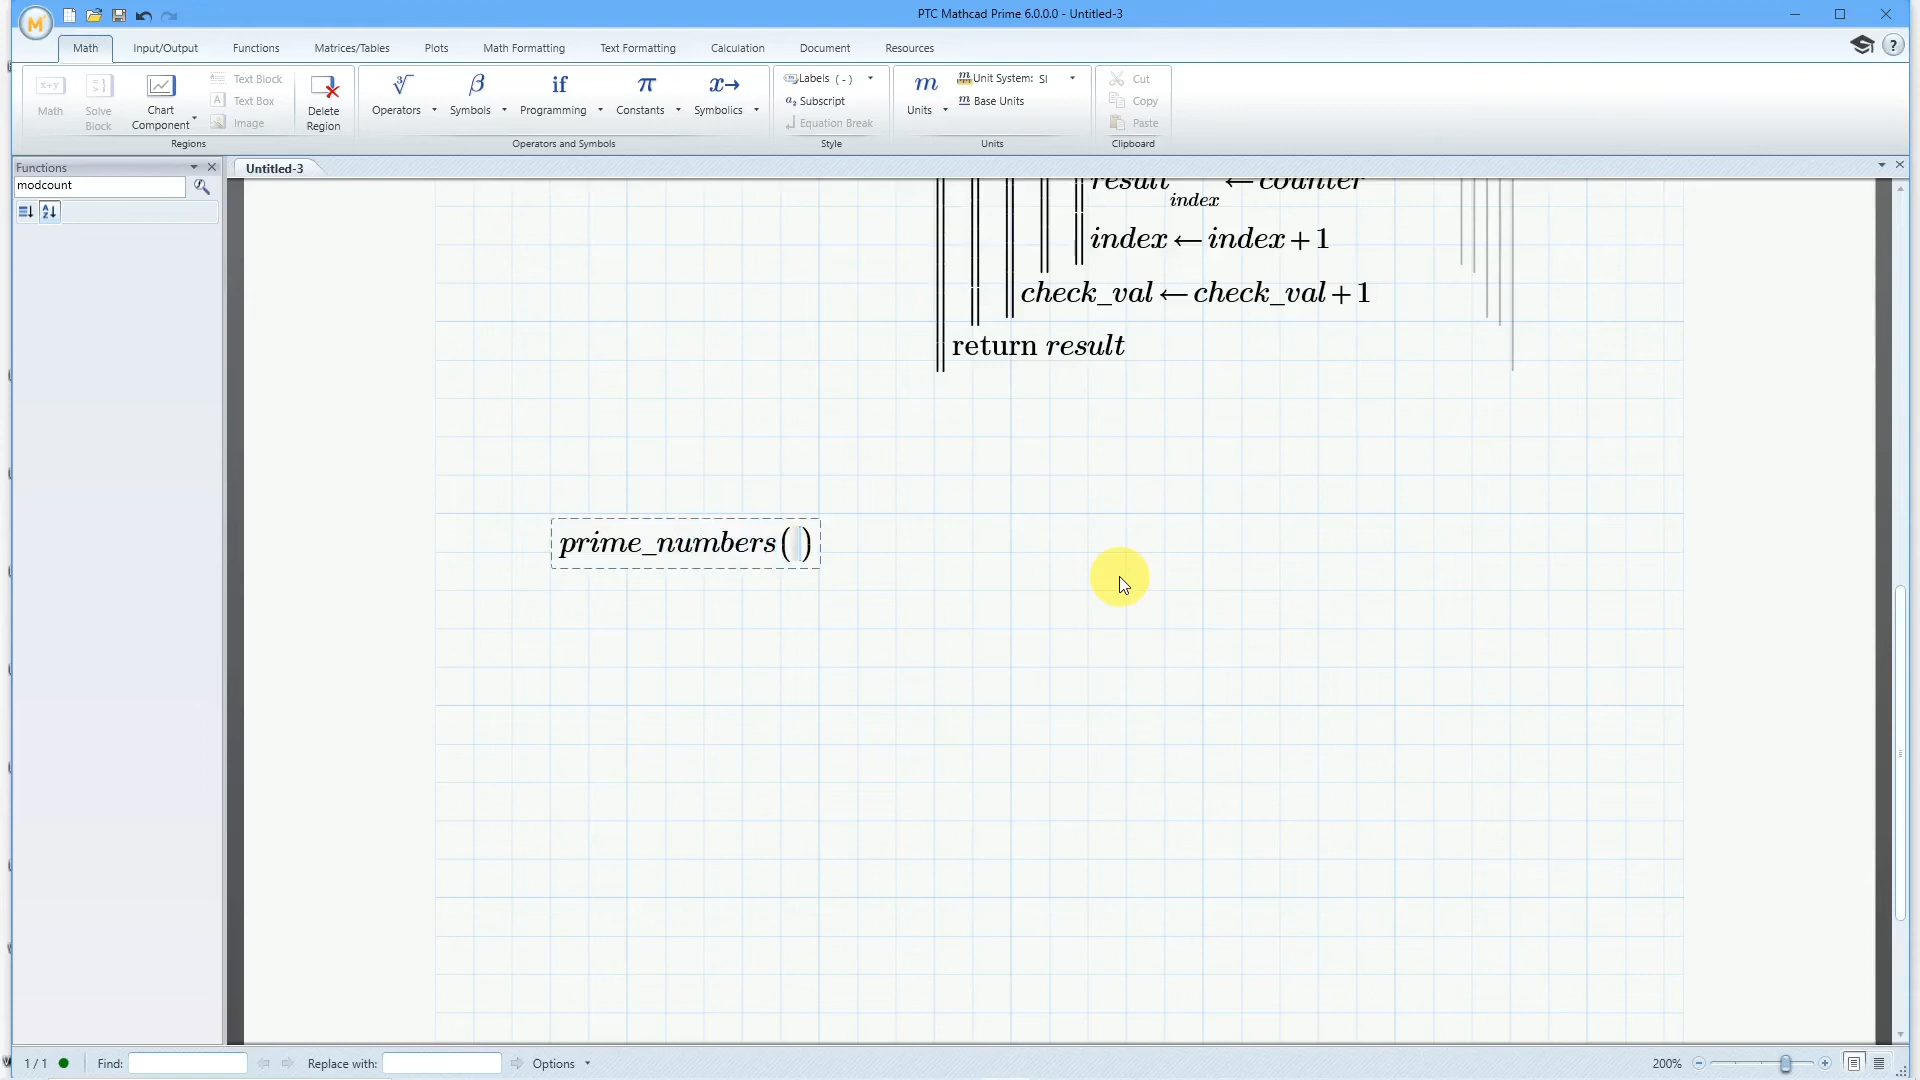 PTC Mathcad Prime 6.0.0.0 - Untitled-3
Math Input/Output Functions Matrices/Tables Plots Math Formatting Text Formatting Calculation Document Resources
Math
Solve Block
Chart Component
Text Block
Text Box
Image
Delete Region
Regions
Operators
Symbols
Programming
Constants
Symbolics
Operators and Symbols
Labels ( - )
Subscript
Equation Break
Style
Units
Unit System: SI
Base Units
Units
Cut
Copy
Paste
Clipboard
Functions
modcount
Untitled-3
result index ← counter
index ← index + 1
check_val ← check_val + 1
return result
prime_numbers( )
1 / 1 Find: Replace with: Options 200%